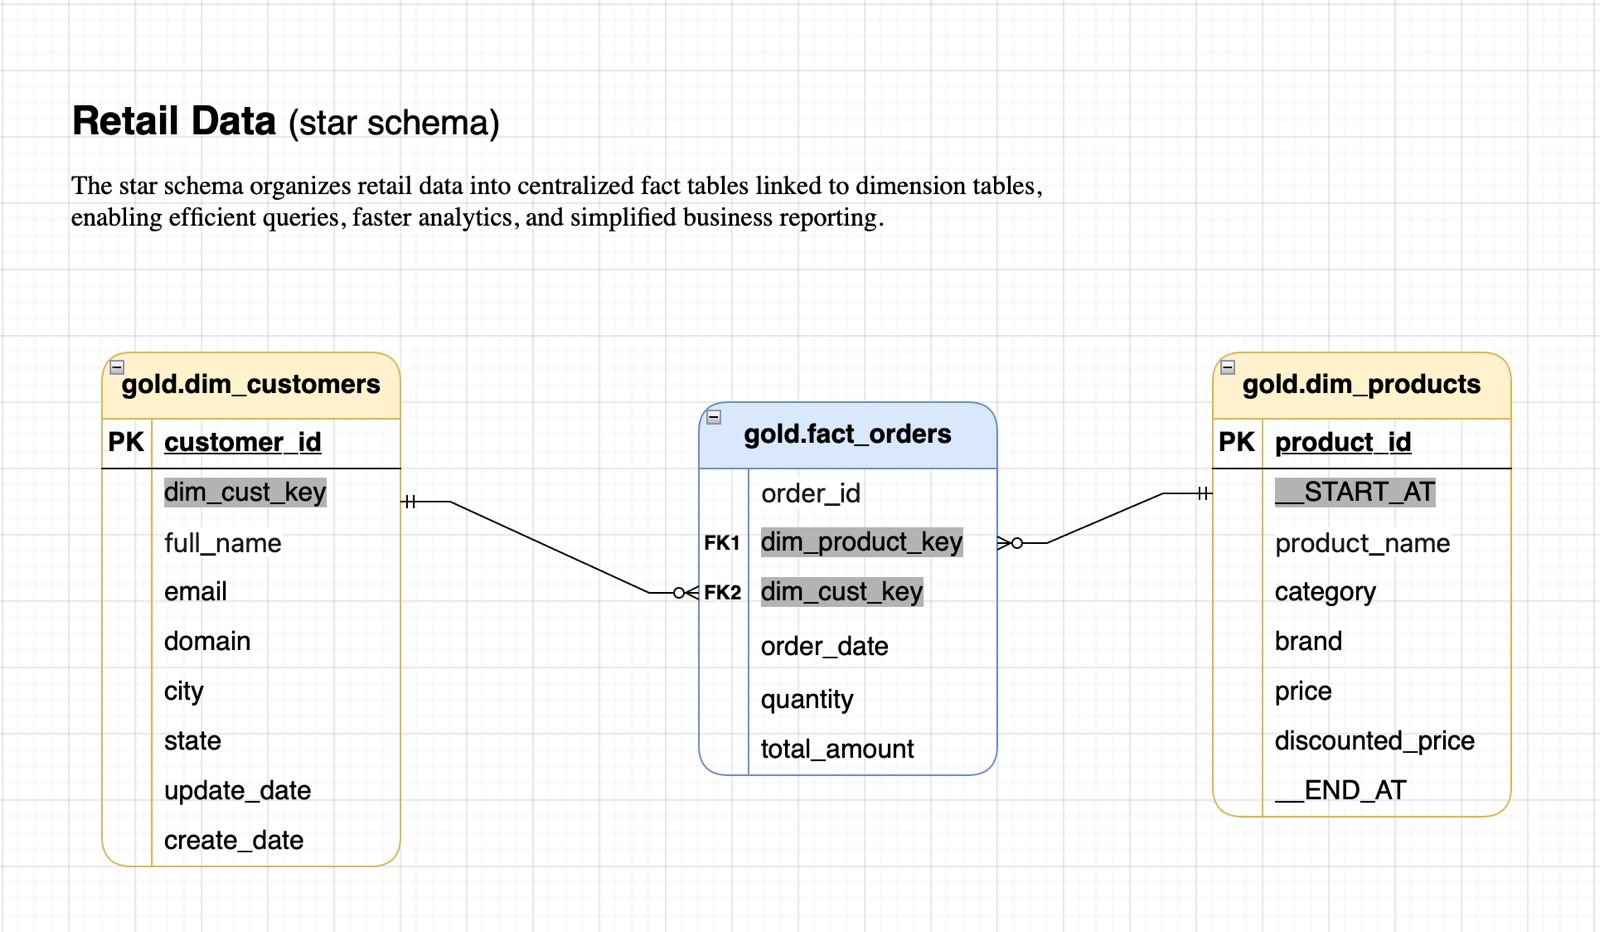 Retail Data (star schema)
The star schema organizes retail data into centralized fact tables linked to dimension tables,
enabling efficient queries, faster analytics, and simplified business reporting.
gold.dim_customers
PK customer_id
dim_cust_key
full_name
email
domain
city
state
update_date
create_date
gold.fact_orders
order_id
FK1 dim_product_key
FK2 dim_cust_key
order_date
quantity
total_amount
gold.dim_products
PK product_id
__START_AT
product_name
category
brand
price
discounted_price
__END_AT